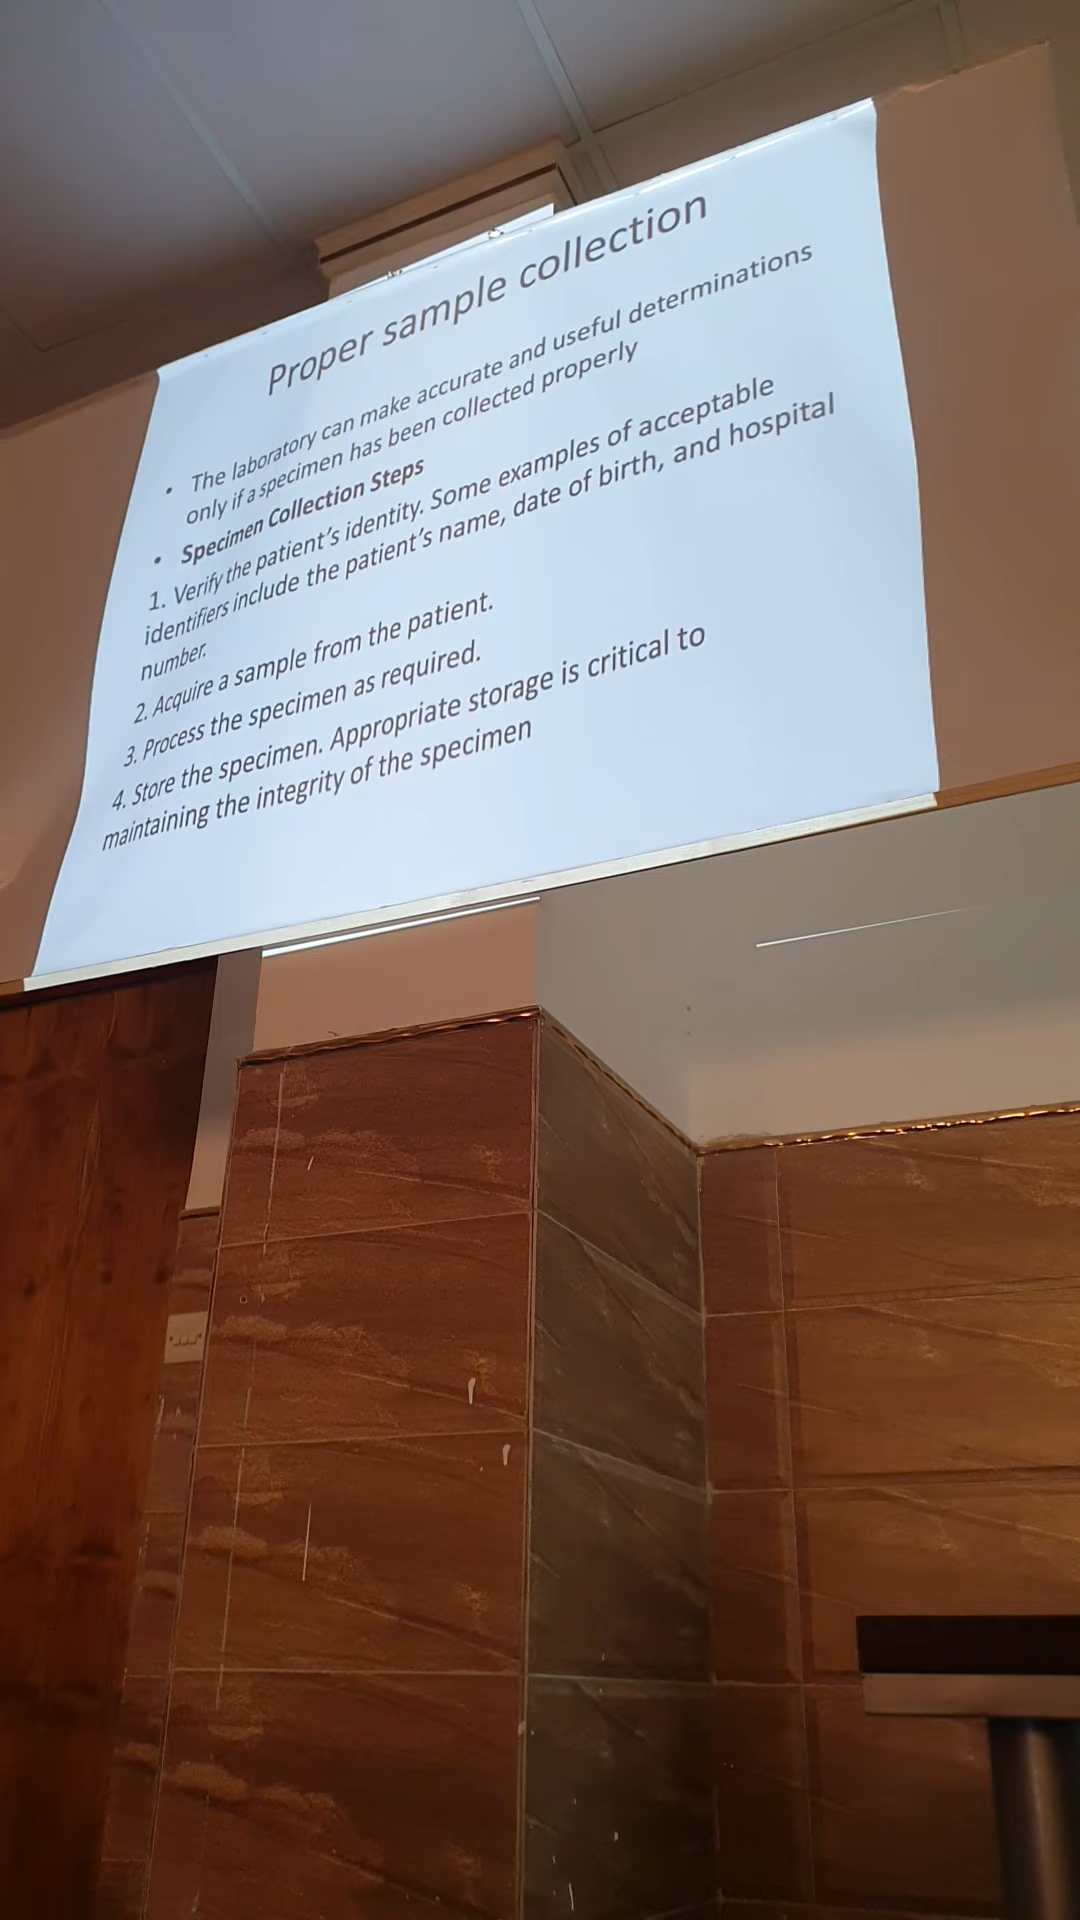 Proper sample collection
• The laboratory can make accurate and useful determinations
only if a specimen has been collected properly
• Specimen Collection Steps
1. Verify the patient's identity. Some examples of acceptable
identifiers include the patient's name, date of birth, and hospital
number.
2. Acquire a sample from the patient.
3. Process the specimen as required.
4. Store the specimen. Appropriate storage is critical to
maintaining the integrity of the specimen